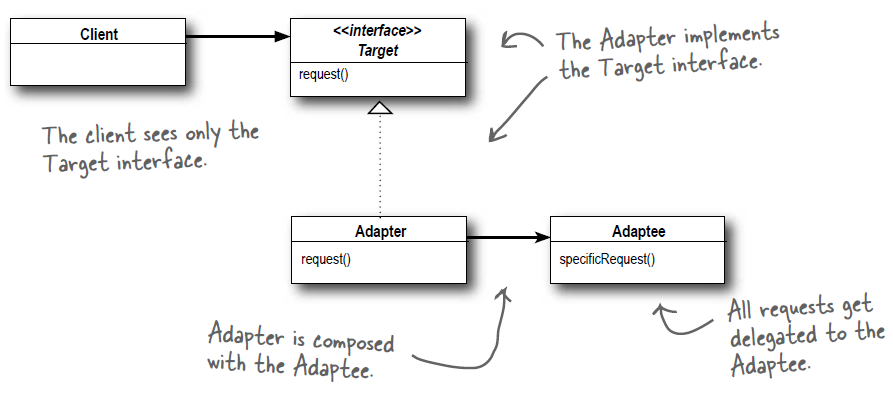 Client
<<interface>>
Target
request()
The Adapter implements
the Target interface.
The client sees only the
Target interface.
Adapter
request()
Adaptee
specificRequest()
Adapter is composed
with the Adaptee.
All requests get
delegated to the
Adaptee.